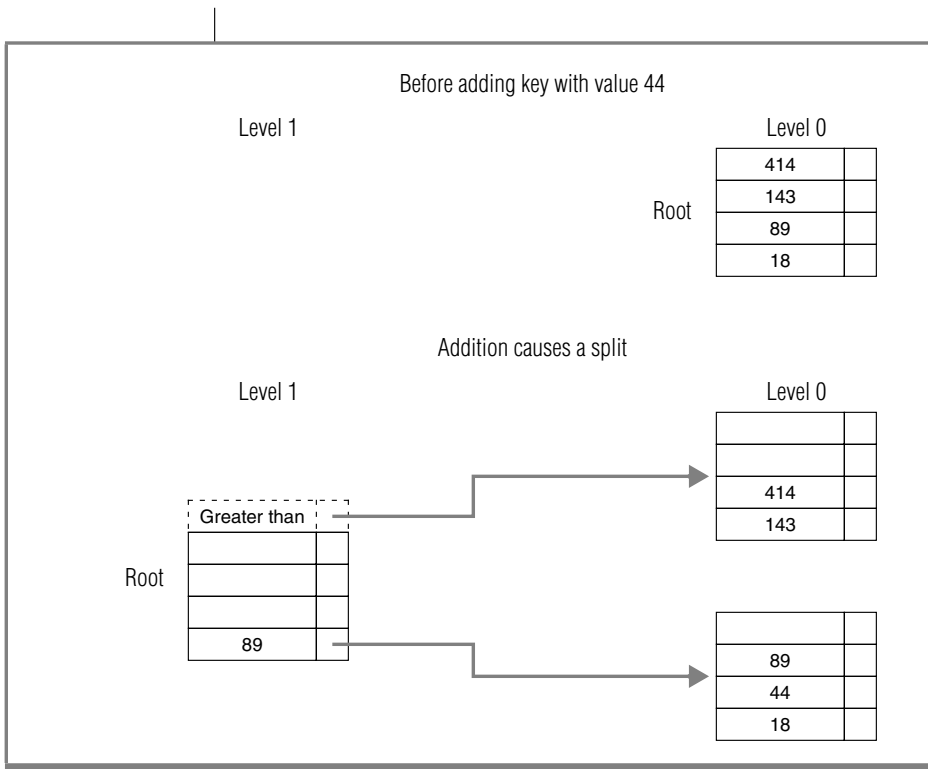 Before adding key with value 44
Level 1
Level 0
Root
414
143
89
18
Addition causes a split
Level 1
Level 0
Root
Greater than
89
414
143
89
44
18